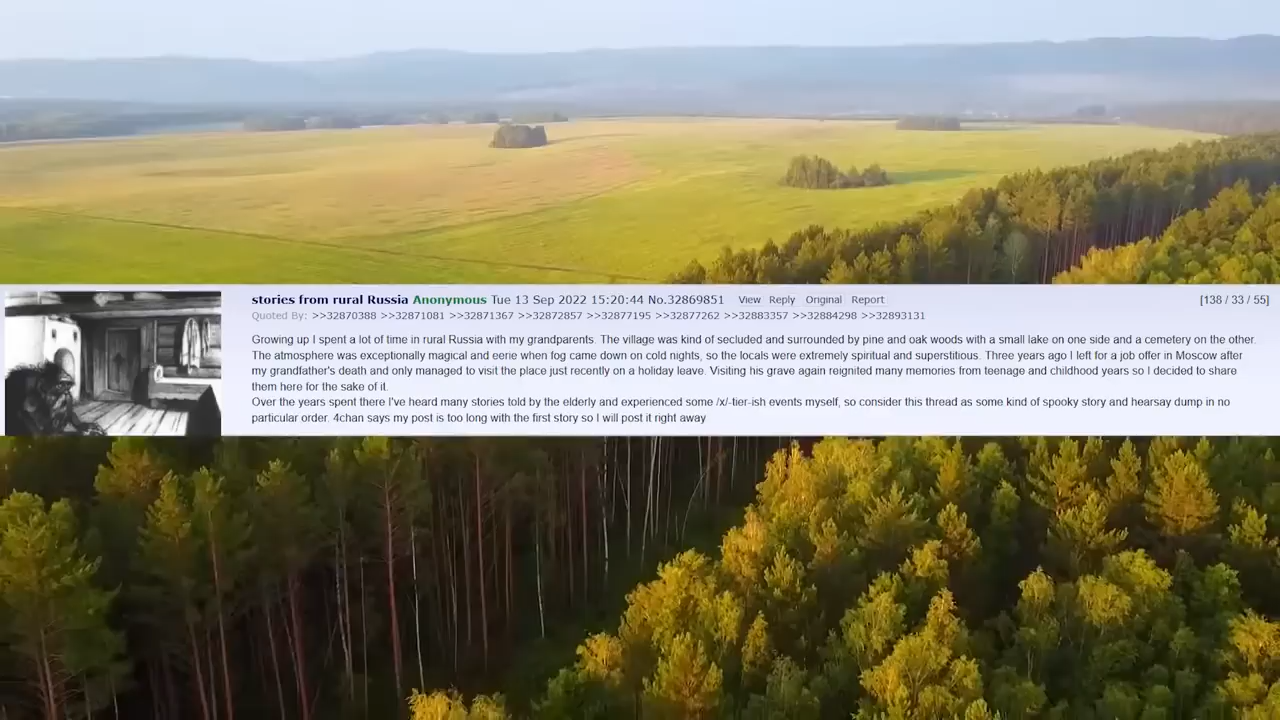 stories from rural Russia Anonymous Tue 13 Sep 2022 15:20:44 No.32869851 View Reply Original Report [138 / 33 / 55]
Quoted By: >>32870388 >>32871081 >>32871367 >>32872857 >>32877195 >>32877262 >>32883357 >>32884298 >>32893131
Growing up I spent a lot of time in rural Russia with my grandparents. The village was kind of secluded and surrounded by pine and oak woods with a small lake on one side and a cemetery on the other.
The atmosphere was exceptionally magical and eerie when fog came down on cold nights, so the locals were extremely spiritual and superstitious. Three years ago I left for a job offer in Moscow after
my grandfather's death and only managed to visit the place just recently on a holiday leave. Visiting his grave again reignited many memories from teenage and childhood years so I decided to share
them here for the sake of it.
Over the years spent there I've heard many stories told by the elderly and experienced some /x/-tier-ish events myself, so consider this thread as some kind of spooky story and hearsay dump in no
particular order. 4chan says my post is too long with the first story so I will post it right away